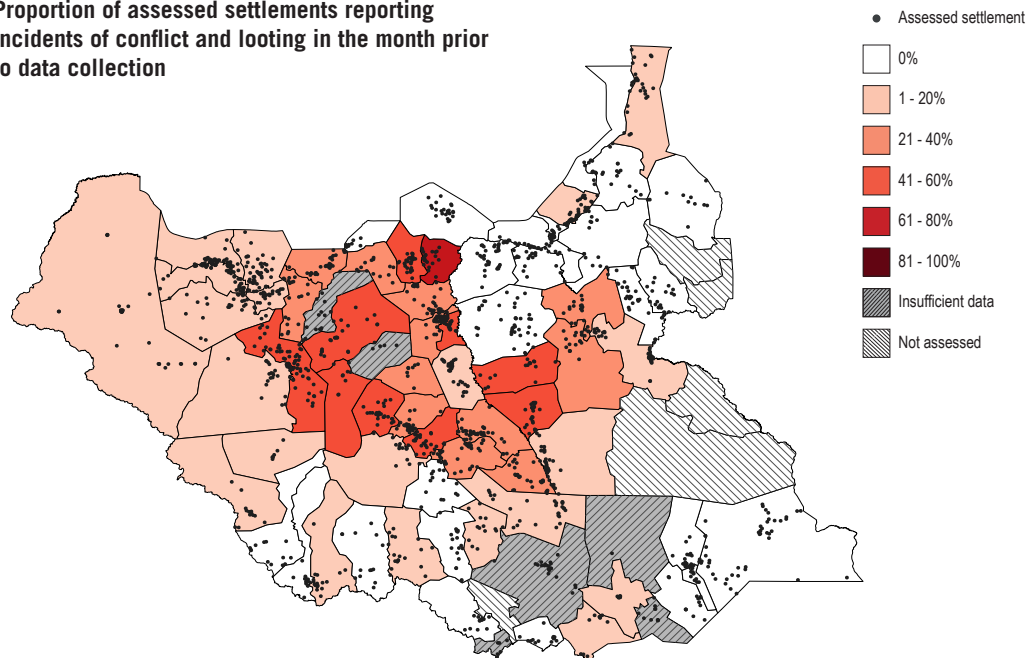 Proportion of assessed settlements reporting
incidents of conflict and looting in the month prior
to data collection
Assessed settlement
0%
1 - 20%
21 - 40%
41 - 60%
61 - 80%
81 - 100%
Insufficient data
Not assessed